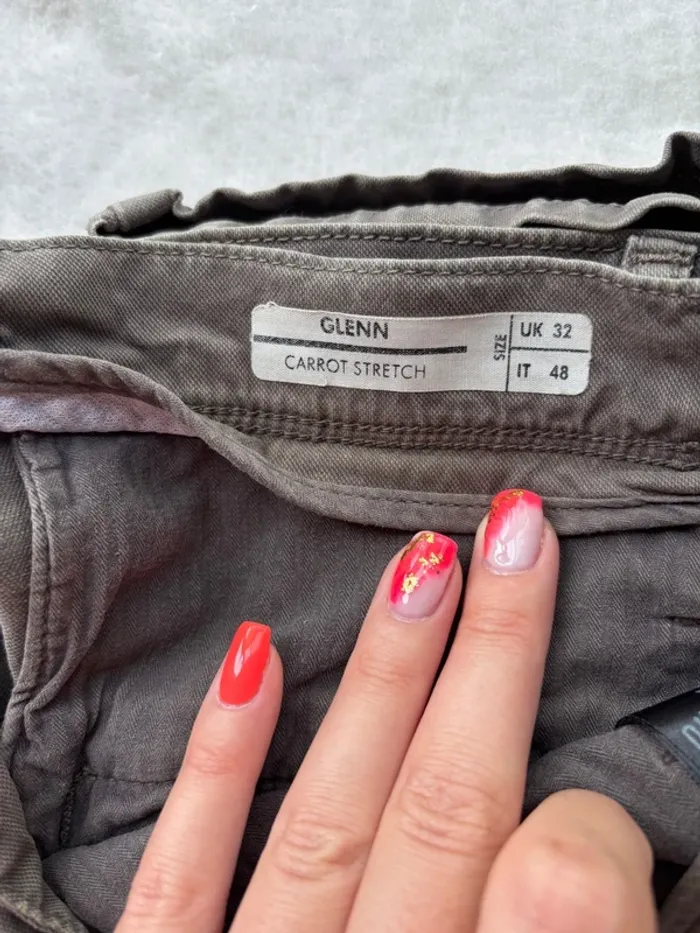 GLENN
CARROT STRETCH
SIZE
UK 32
IT 48